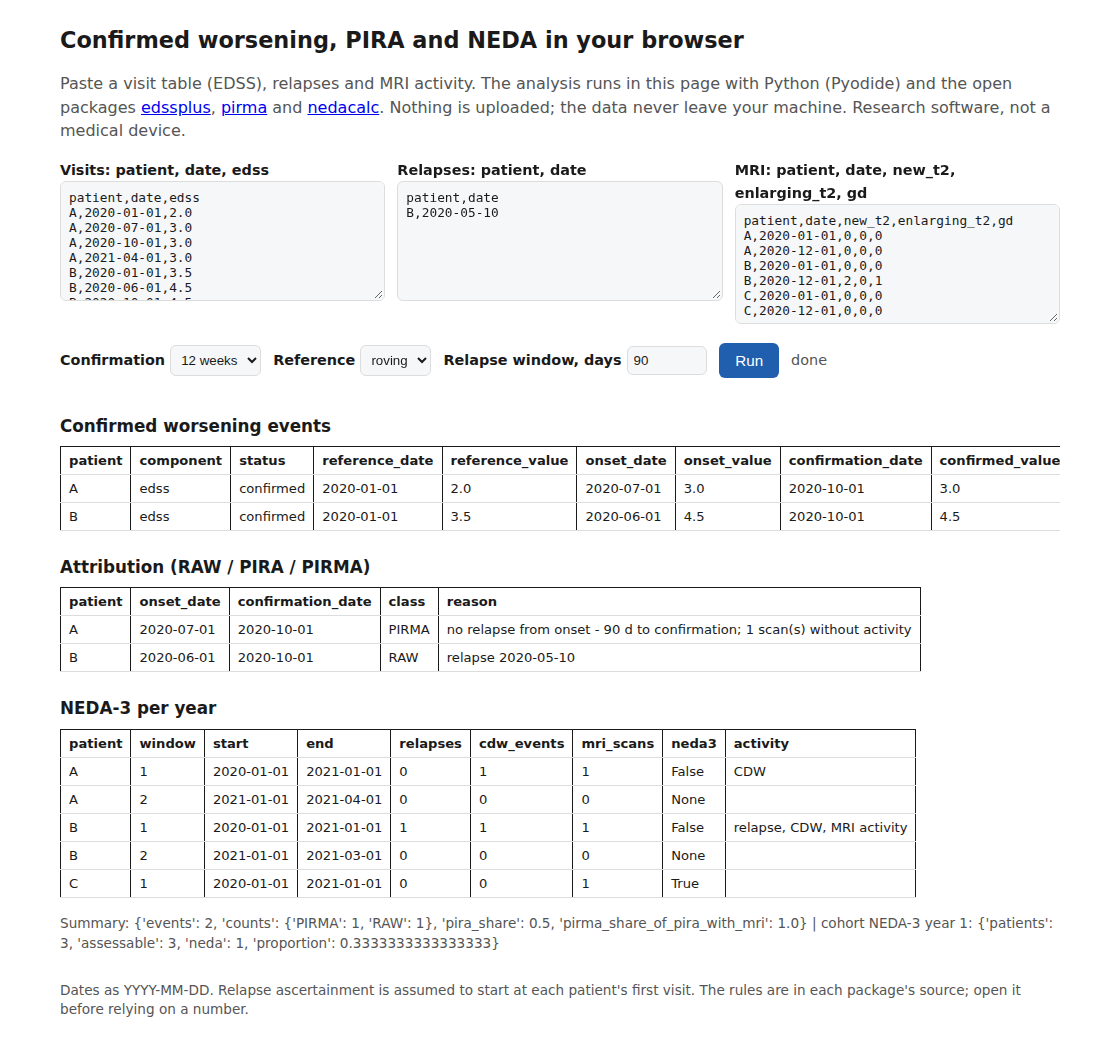 Confirmed worsening, PIRA and NEDA in your browser
Paste a visit table (EDSS), relapses and MRI activity. The analysis runs in this page with Python (Pyodide) and the open
packages edssplus, pirma and nedacalc. Nothing is uploaded; the data never leave your machine. Research software, not a
medical device.
Visits: patient, date, edss
patient,date,edss
A,2020-01-01,2.0
A,2020-07-01,3.0
A,2020-10-01,3.0
A,2021-04-01,3.0
B,2020-01-01,3.5
B,2020-06-01,4.5
B,2020-10-01,4.5
Relapses: patient, date
patient,date
B,2020-05-10
MRI: patient, date, new_t2,
enlarging_t2, gd
patient,date,new_t2,enlarging_t2,gd
A,2020-01-01,0,0,0
A,2020-12-01,0,0,0
B,2020-01-01,0,0,0
B,2020-12-01,2,0,1
C,2020-01-01,0,0,0
C,2020-12-01,0,0,0
Confirmation 12 weeks Reference roving Relapse window, days 90 Run done
Confirmed worsening events
patient component status reference_date reference_value onset_date onset_value confirmation_date confirmed_value
A edss confirmed 2020-01-01 2.0 2020-07-01 3.0 2020-10-01 3.0
B edss confirmed 2020-01-01 3.5 2020-06-01 4.5 2020-10-01 4.5
Attribution (RAW / PIRA / PIRMA)
patient onset_date confirmation_date class reason
A 2020-07-01 2020-10-01 PIRMA no relapse from onset - 90 d to confirmation; 1 scan(s) without activity
B 2020-06-01 2020-10-01 RAW relapse 2020-05-10
NEDA-3 per year
patient window start end relapses cdw_events mri_scans neda3 activity
A 1 2020-01-01 2021-01-01 0 1 1 False CDW
A 2 2021-01-01 2021-04-01 0 0 0 None
B 1 2020-01-01 2021-01-01 1 1 1 False relapse, CDW, MRI activity
B 2 2021-01-01 2021-03-01 0 0 0 None
C 1 2020-01-01 2021-01-01 0 0 1 True
Summary: {'events': 2, 'counts': {'PIRMA': 1, 'RAW': 1}, 'pira_share': 0.5, 'pirma_share_of_pira_with_mri': 1.0} | cohort NEDA-3 year 1: {'patients':
3, 'assessable': 3, 'neda': 1, 'proportion': 0.3333333333333333}
Dates as YYYY-MM-DD. Relapse ascertainment is assumed to start at each patient's first visit. The rules are in each package's source; open it
before relying on a number.